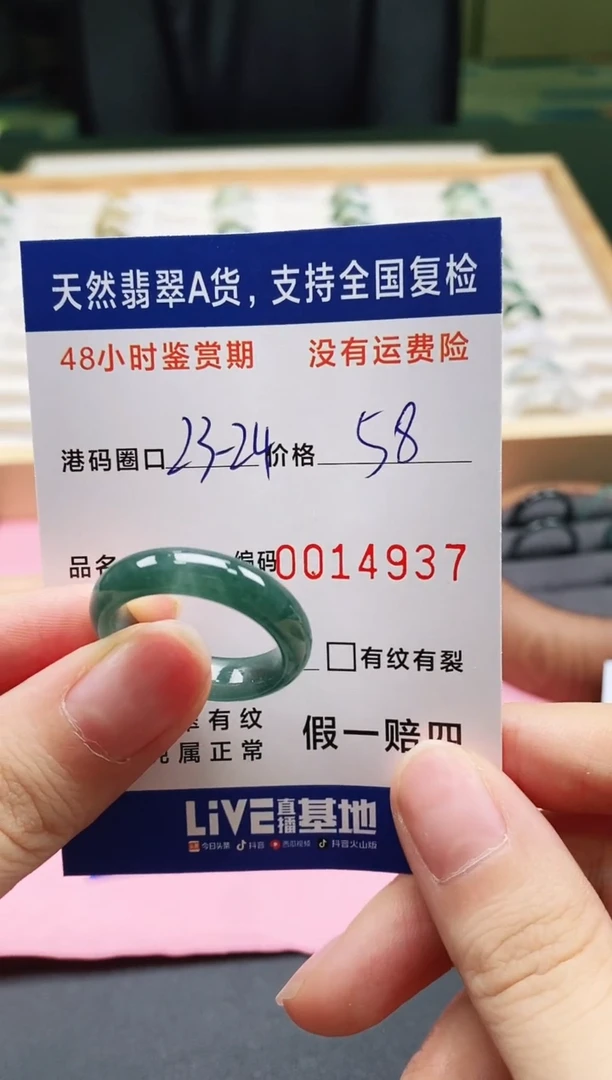 天然翡翠A货，支持全国复检
48小时鉴赏期 没有运费险
港码圈口 23-24 价格 58
品名 编码 0014937
□有纹有裂
有纹
属正常 假一赔四
LiVE直播基地
今日头条 抖音 西瓜视频 抖音火山版